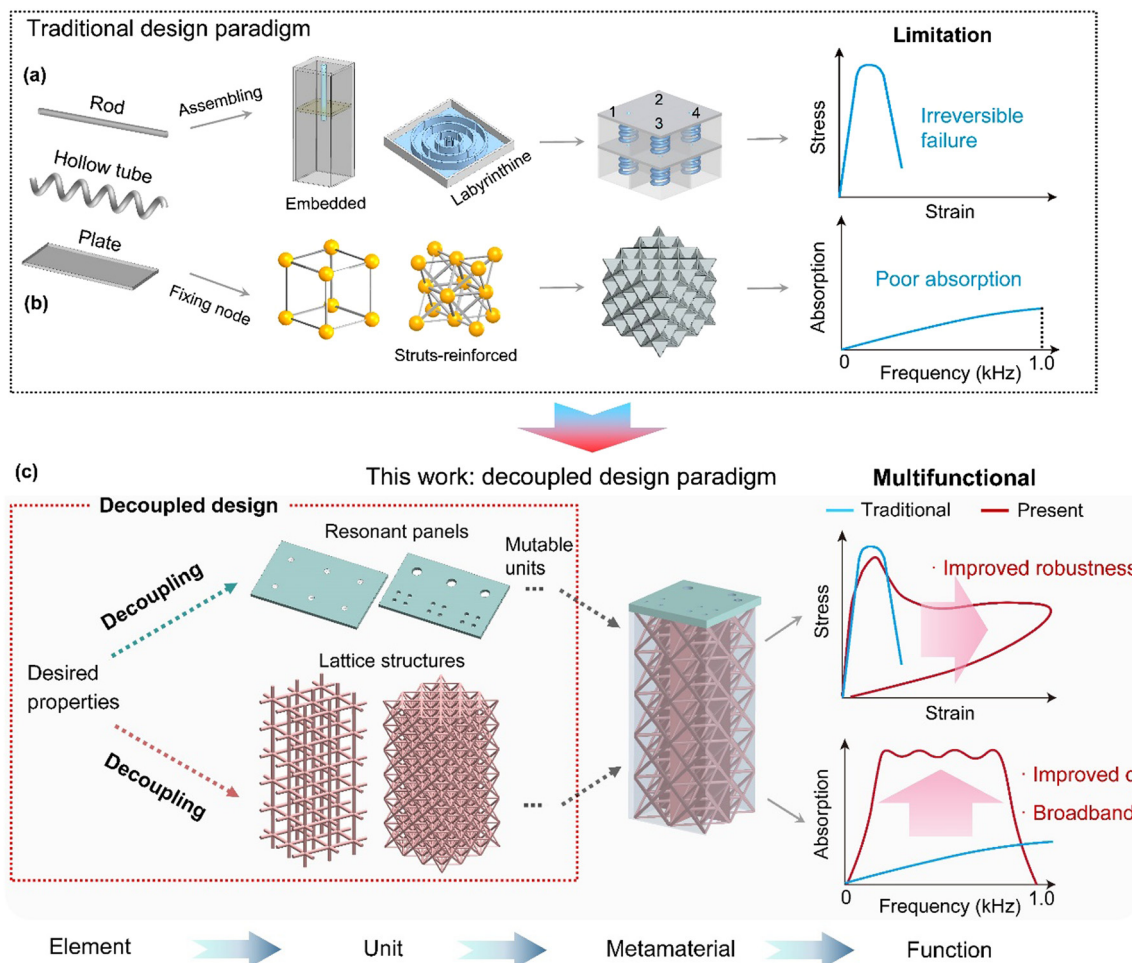 Traditional design paradigm
Limitation
(a)
Rod
Assembling
Hollow tube
Embedded
Labyrinthine
1
2
3
4
Stress
Irreversible
failure
Strain
Plate
(b)
Fixing node
Struts-reinforced
Absorption
Poor absorption
0
1.0
Frequency (kHz)
(c)
This work: decoupled design paradigm
Multifunctional
Decoupled design
Traditional
Present
Resonant panels
Mutable
units
...
Decoupling
Desired
properties
Lattice structures
Decoupling
...
Stress
· Improved robustness
Strain
Absorption
· Improved
· Broadband
0
1.0
Frequency (kHz)
Element
Unit
Metamaterial
Function